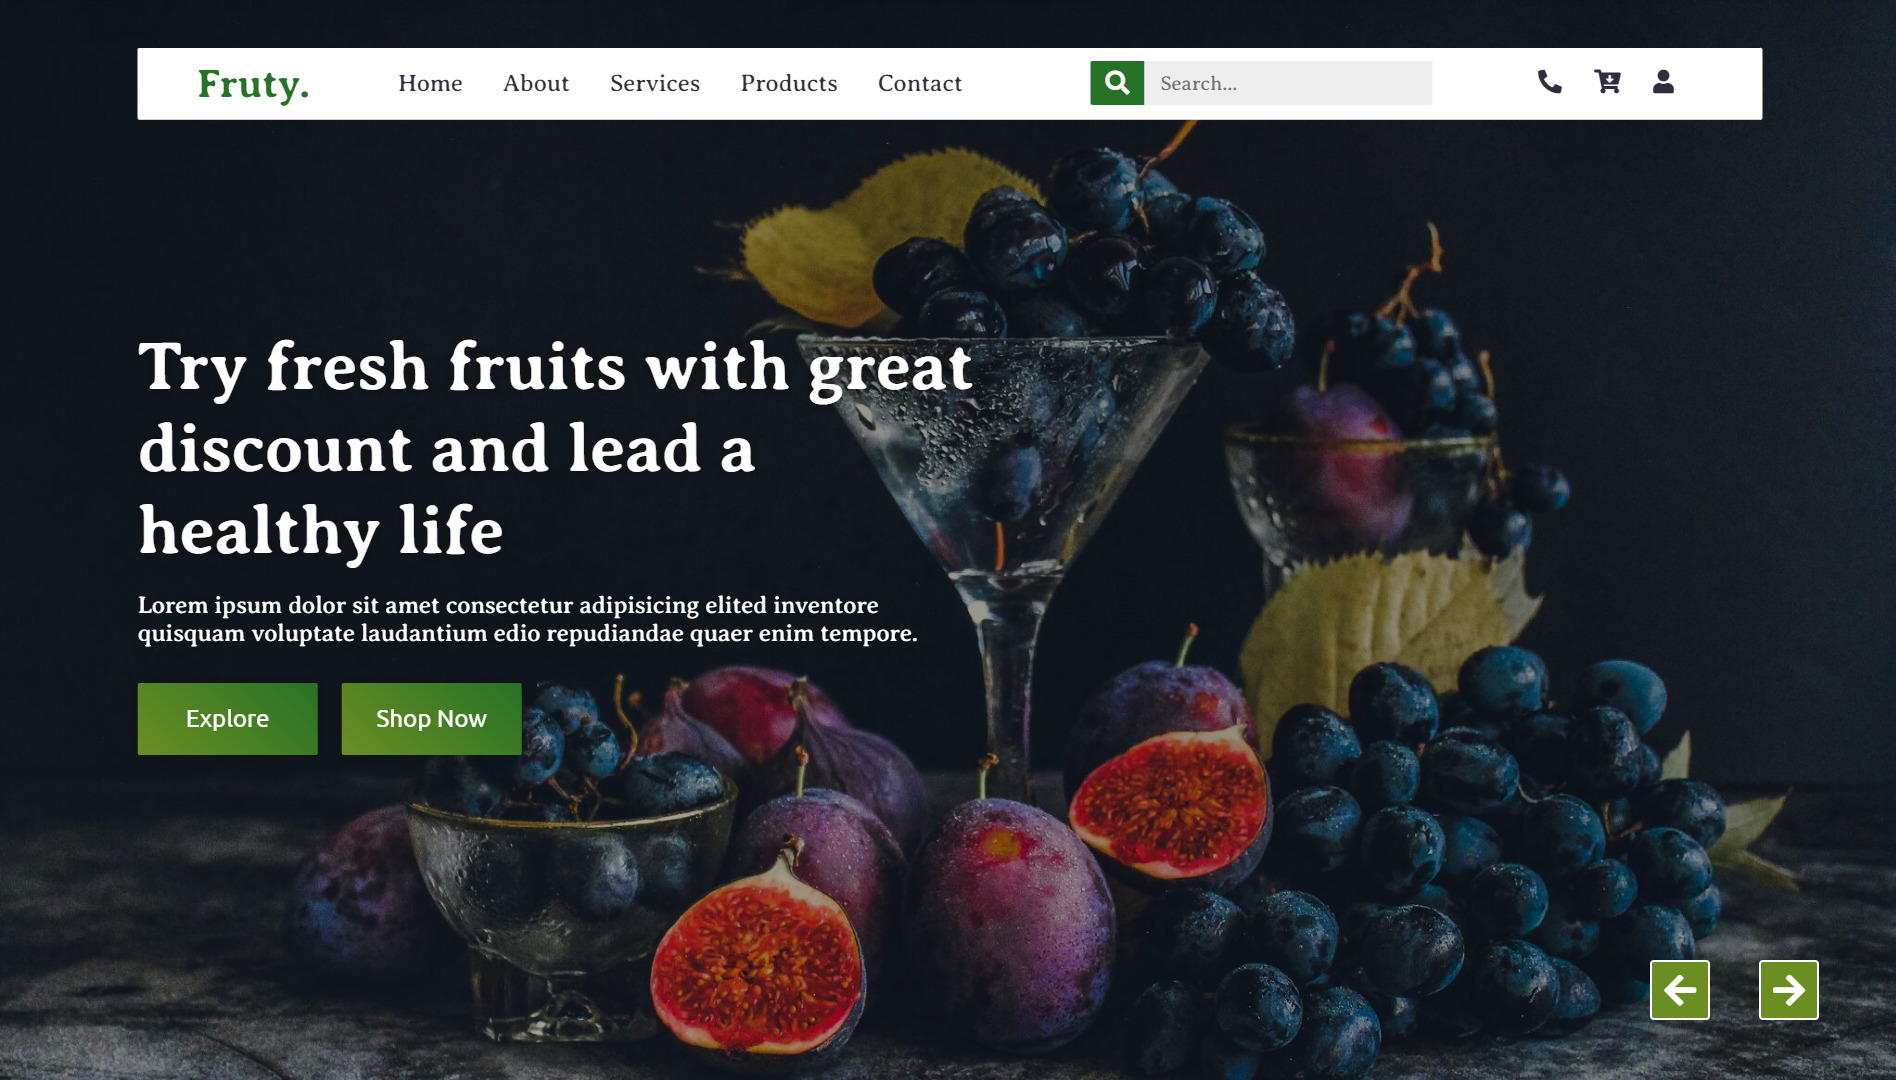 Fruty.
Home About Services Products Contact
Search...
Try fresh fruits with great
discount and lead a
healthy life
Lorem ipsum dolor sit amet consectetur adipisicing elited inventore
quisquam voluptate laudantium edio repudiandae quaer enim tempore.
Explore
Shop Now